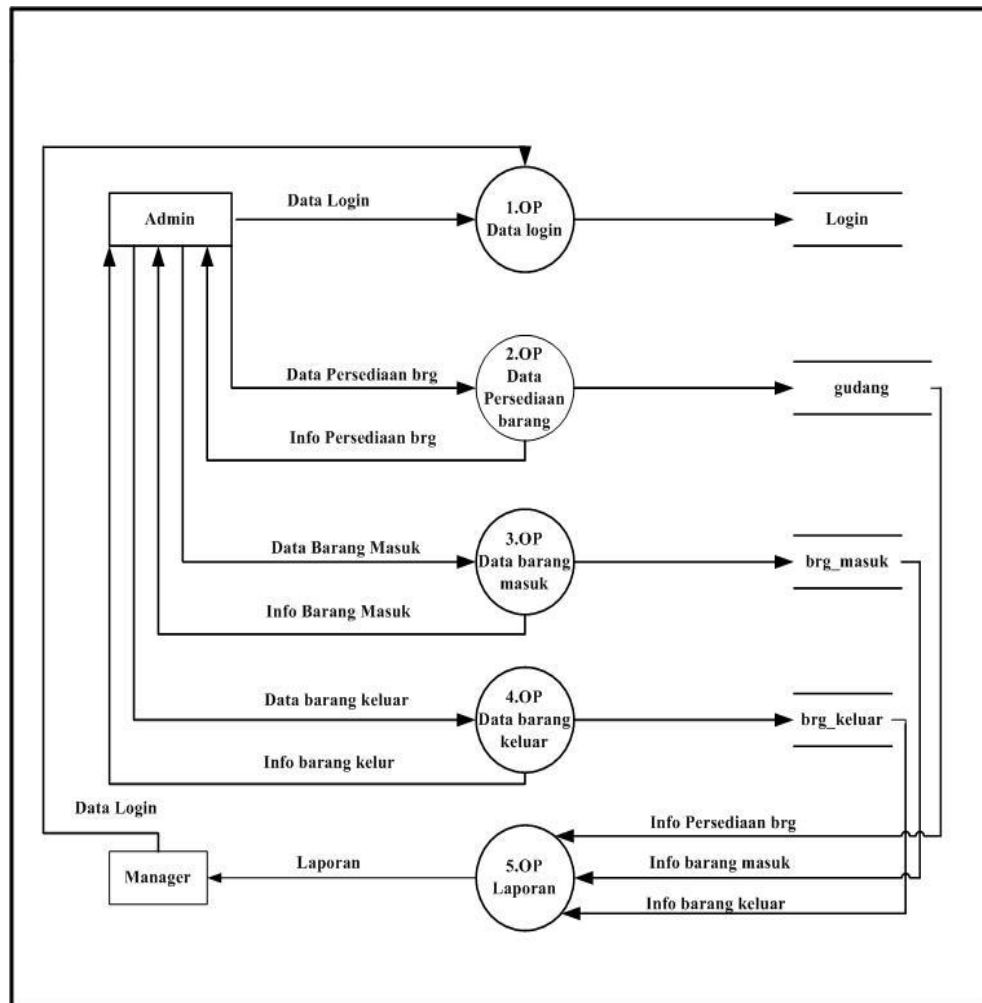 Data Login
Admin
1.OP
Data login
Login
Data Persediaan brg
2.OP
Data
Persediaan
barang
gudang
Info Persediaan brg
Data Barang Masuk
3.OP
Data barang
masuk
brg_masuk
Info Barang Masuk
Data barang keluar
4.OP
Data barang
keluar
brg_keluar
Info barang kelur
Data Login
Info Persediaan brg
Manager
Laporan
5.OP
Laporan
Info barang masuk
Info barang keluar